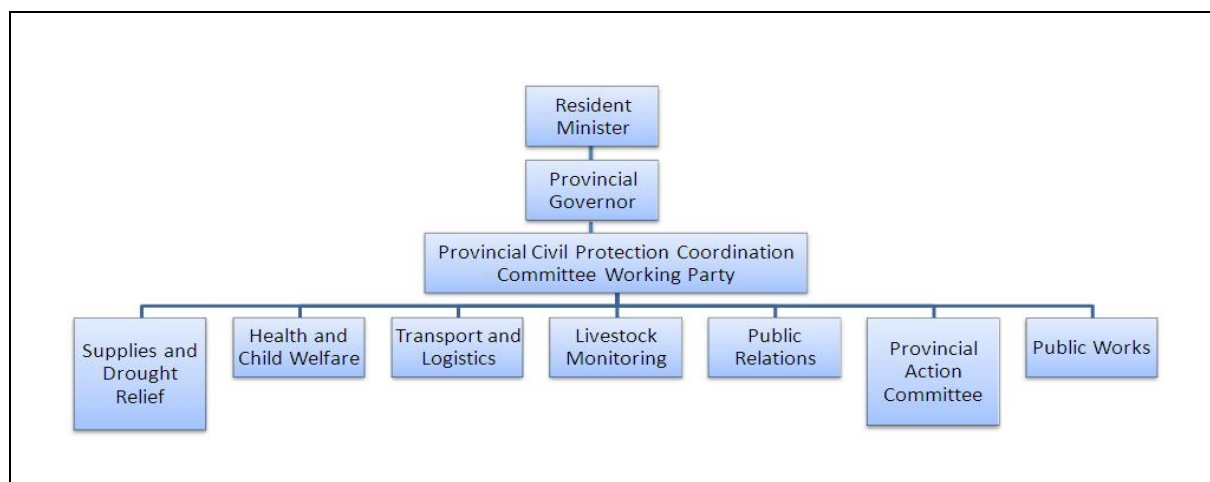 Resident
Minister
Provincial
Governor
Provincial Civil Protection Coordination
Committee Working Party
Supplies and
Drought
Relief
Health and
Child Welfare
Transport and
Logistics
Livestock
Monitoring
Public
Relations
Provincial
Action
Committee
Public Works